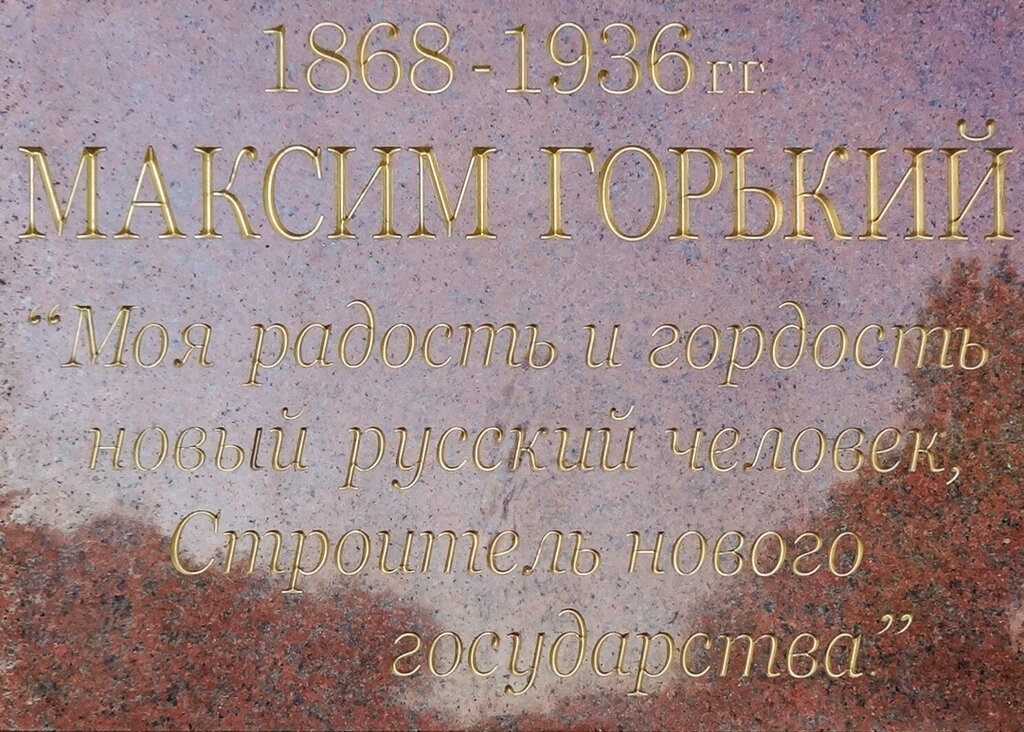 1868-1936 гг.
МАКСИМ ГОРЬКИЙ
“Моя радость и гордость
новый русский человек,
Строитель нового
государства.”